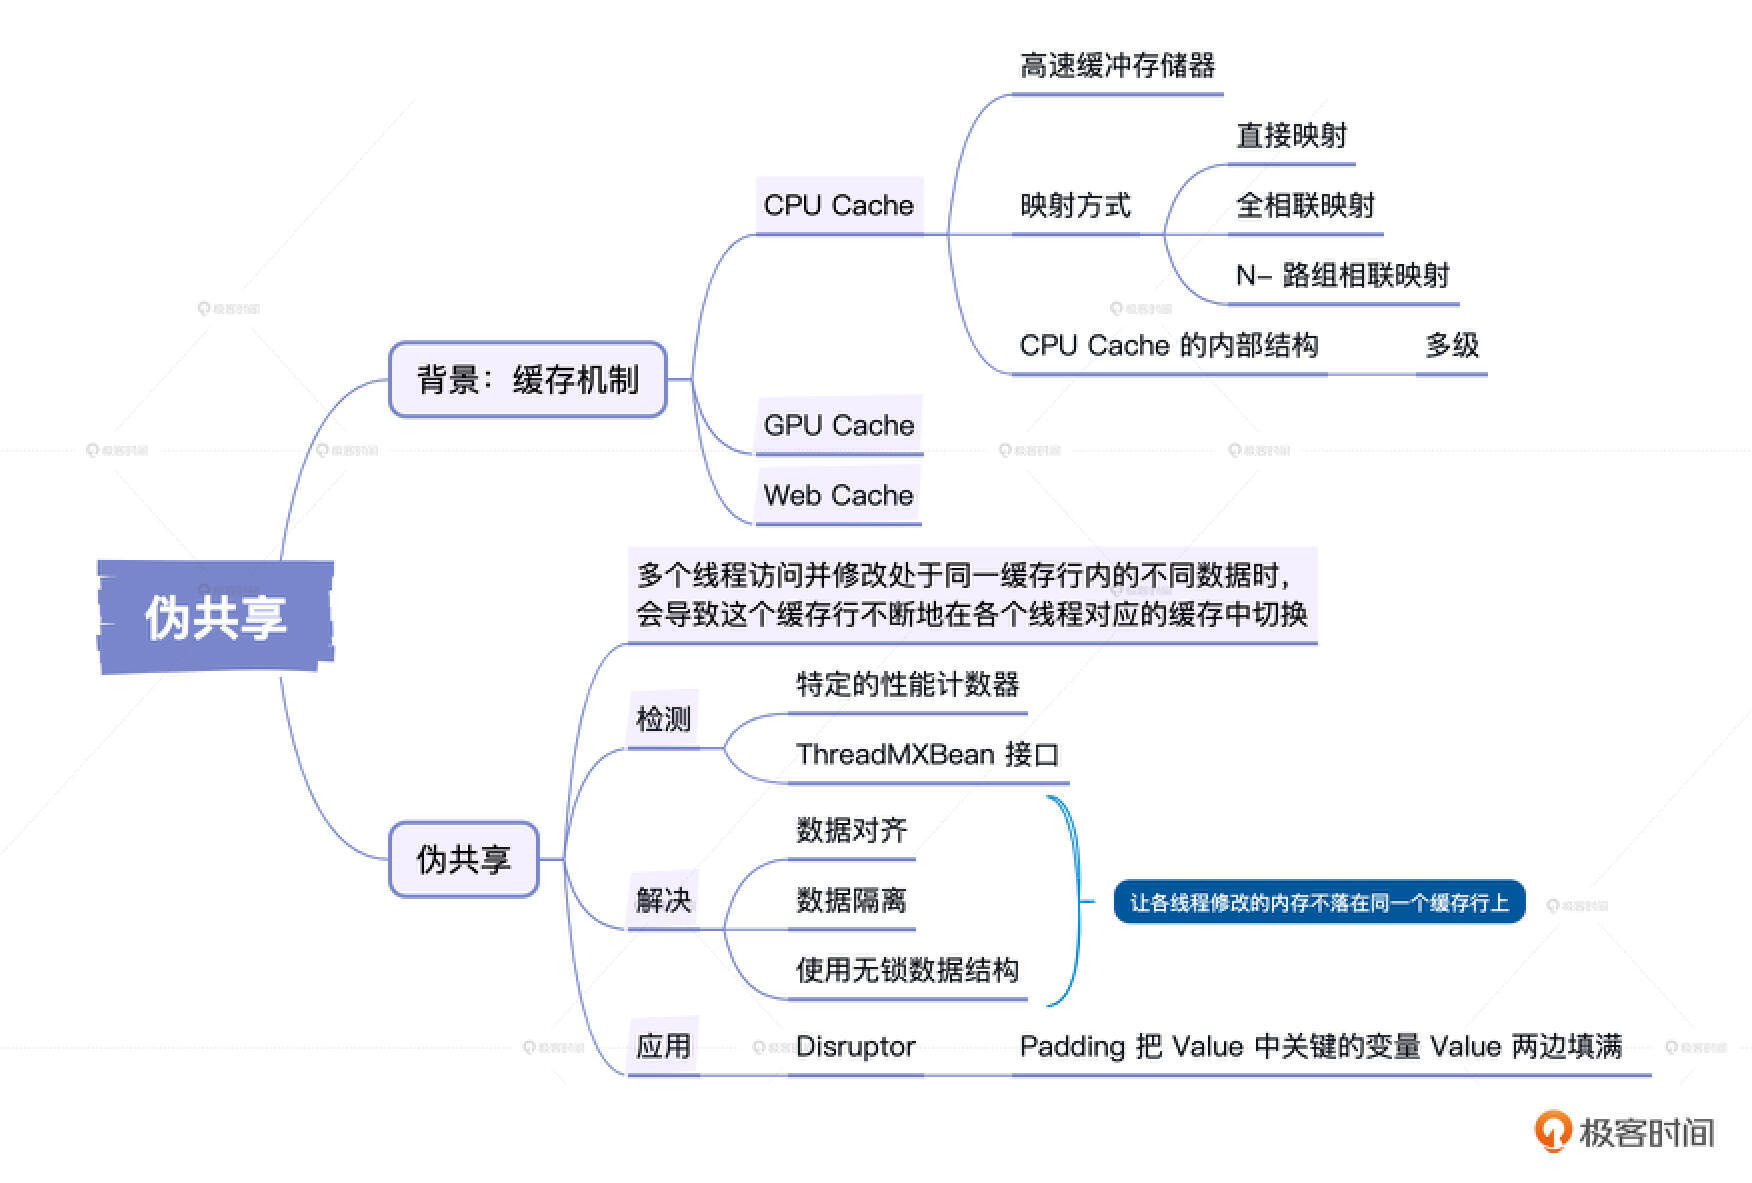 高速缓冲存储器
直接映射
CPU Cache
映射方式
全相联映射
N- 路组相联映射
CPU Cache 的内部结构
多级
背景：缓存机制
GPU Cache
Web Cache
伪共享
多个线程访问并修改处于同一缓存行内的不同数据时，
会导致这个缓存行不断地在各个线程对应的缓存中切换
特定的性能计数器
检测
ThreadMXBean 接口
数据对齐
伪共享
解决
数据隔离
让各线程修改的内存不落在同一个缓存行上
使用无锁数据结构
应用
Disruptor
Padding 把 Value 中关键的变量 Value 两边填满
极客时间